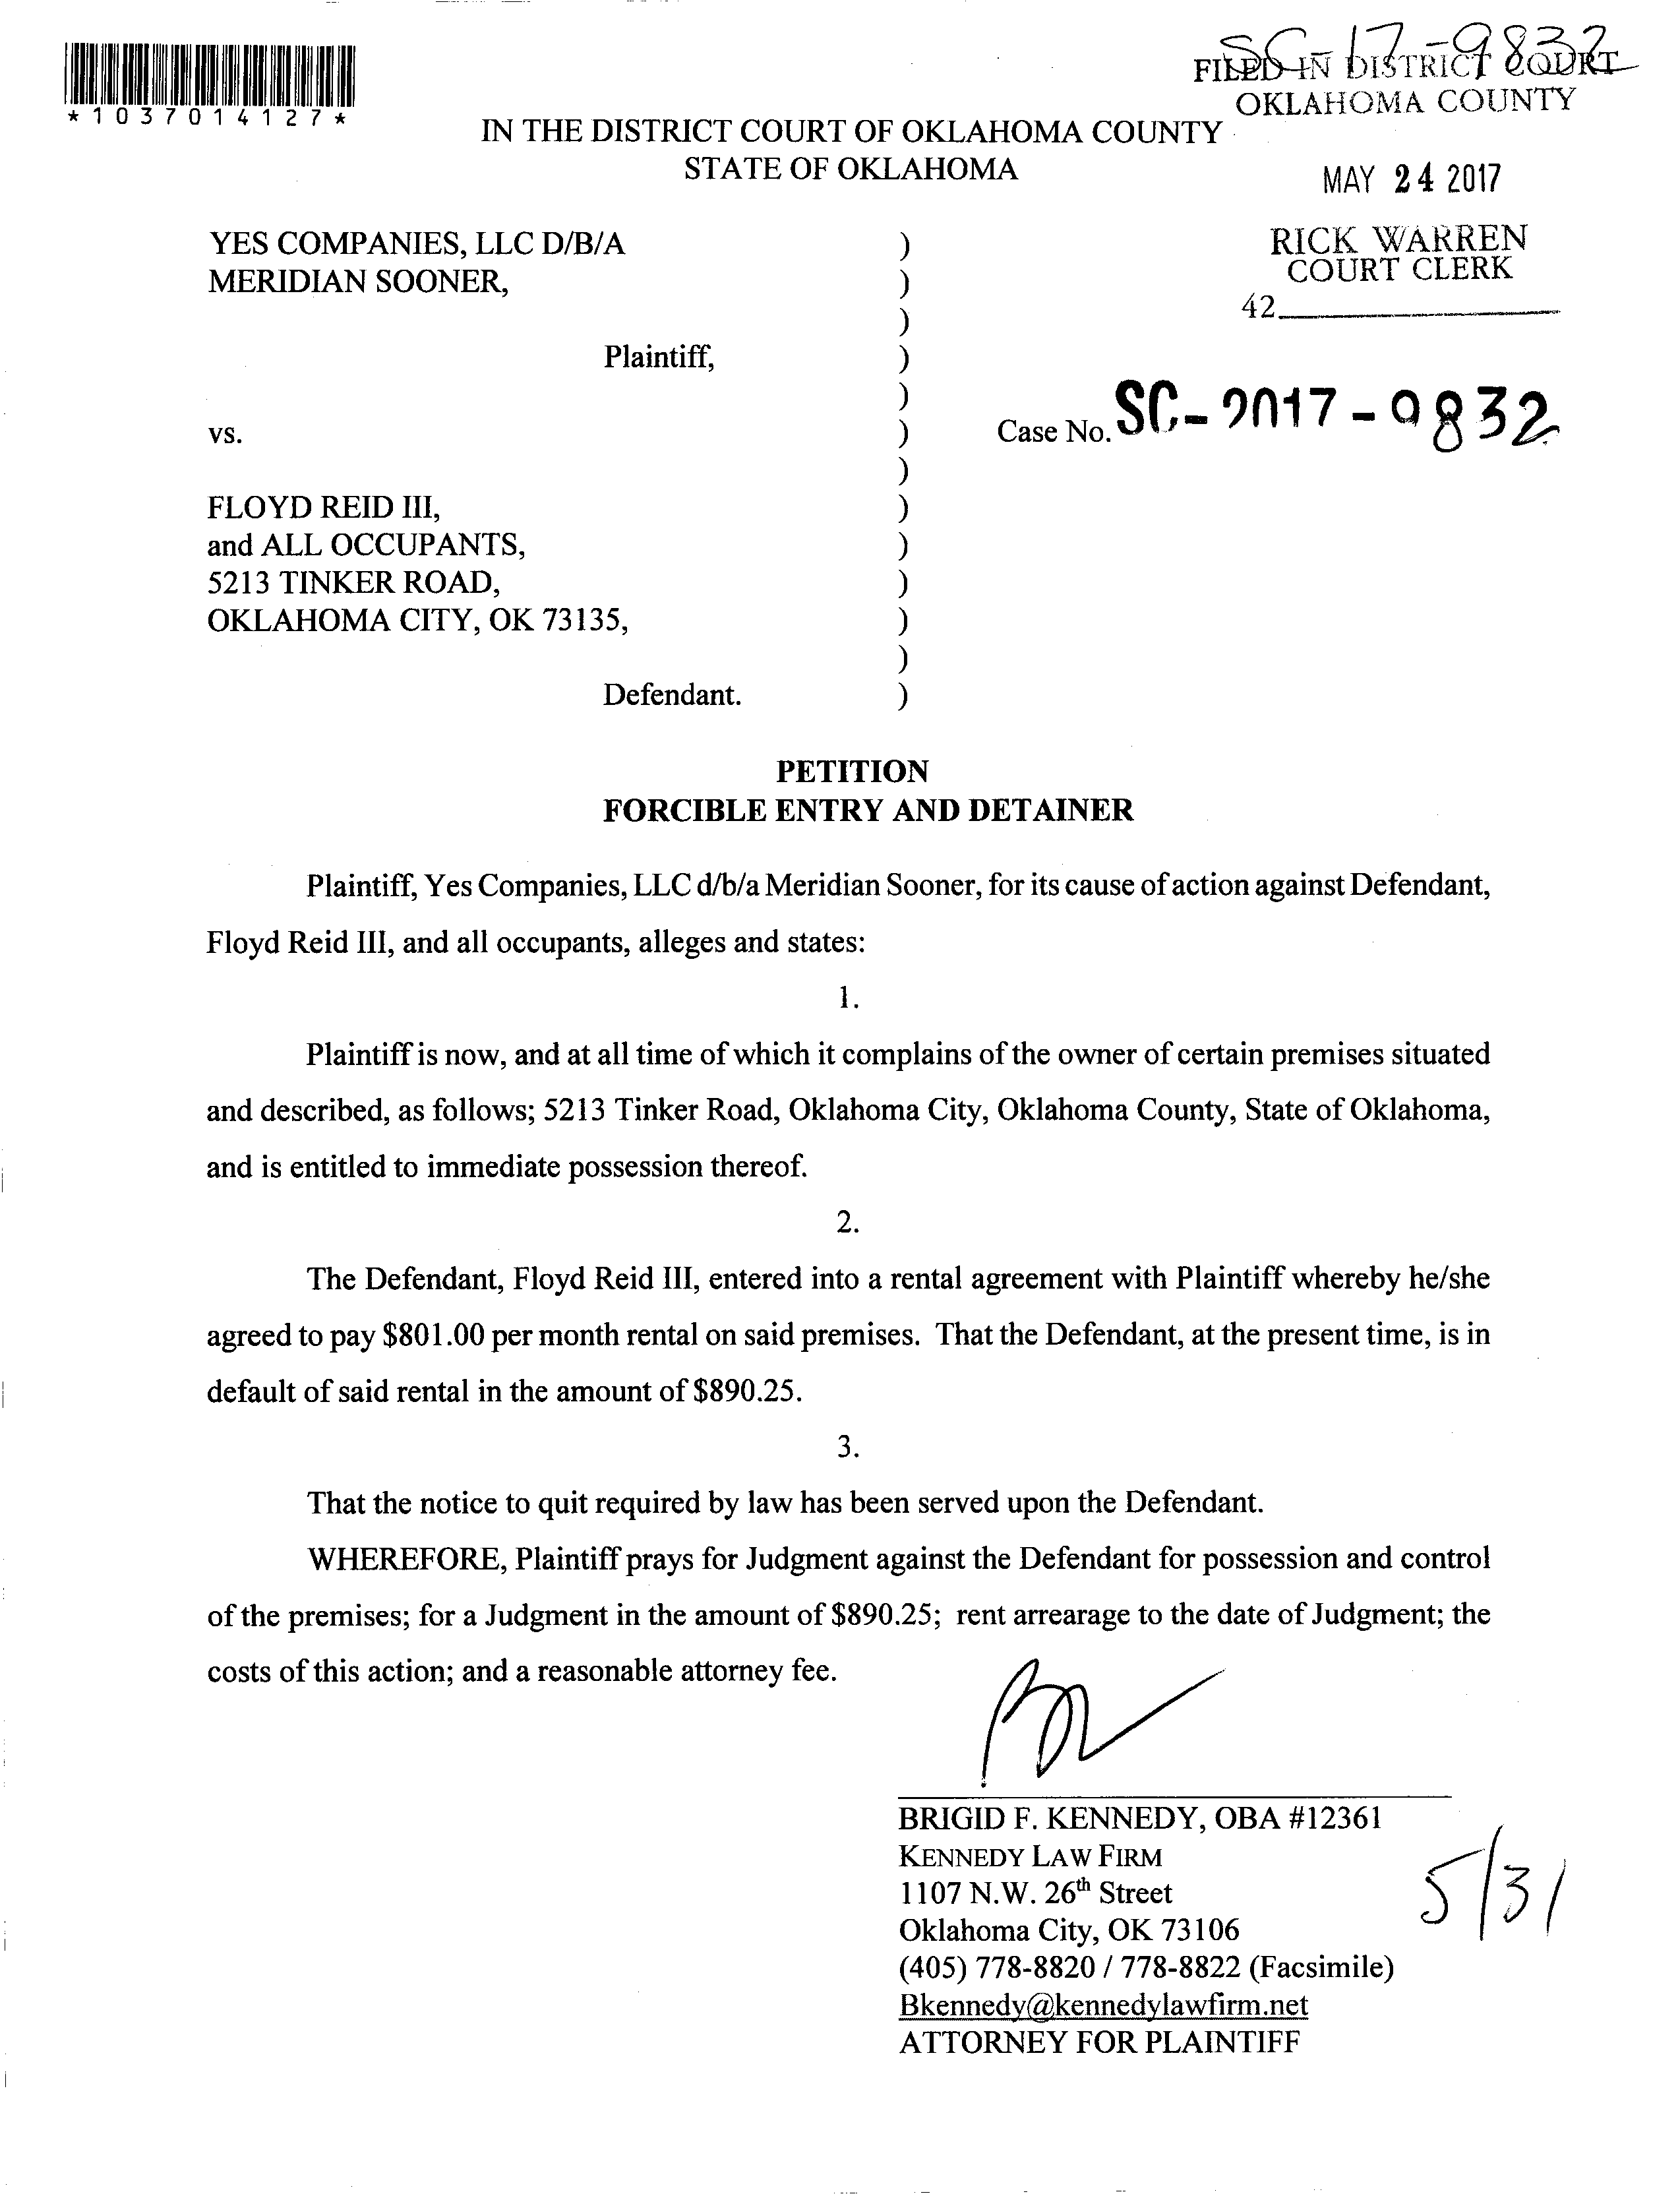 SC-17-9832
FILED IN DISTRICT COURT
OKLAHOMA COUNTY
*1037014127*
IN THE DISTRICT COURT OF OKLAHOMA COUNTY
STATE OF OKLAHOMA
MAY 24 2017
RICK WARREN
COURT CLERK
42
YES COMPANIES, LLC D/B/A )
MERIDIAN SOONER, )
)
Plaintiff, )
)
vs. ) Case No. SC-2017-9832
)
FLOYD REID III, )
and ALL OCCUPANTS, )
5213 TINKER ROAD, )
OKLAHOMA CITY, OK 73135, )
)
Defendant. )
PETITION
FORCIBLE ENTRY AND DETAINER
Plaintiff, Yes Companies, LLC d/b/a Meridian Sooner, for its cause of action against Defendant,
Floyd Reid III, and all occupants, alleges and states:
1.
Plaintiff is now, and at all time of which it complains of the owner of certain premises situated
and described, as follows; 5213 Tinker Road, Oklahoma City, Oklahoma County, State of Oklahoma,
and is entitled to immediate possession thereof.
2.
The Defendant, Floyd Reid III, entered into a rental agreement with Plaintiff whereby he/she
agreed to pay $801.00 per month rental on said premises. That the Defendant, at the present time, is in
default of said rental in the amount of $890.25.
3.
That the notice to quit required by law has been served upon the Defendant.
WHEREFORE, Plaintiff prays for Judgment against the Defendant for possession and control
of the premises; for a Judgment in the amount of $890.25; rent arrearage to the date of Judgment; the
costs of this action; and a reasonable attorney fee.
BRIGID F. KENNEDY, OBA #12361
KENNEDY LAW FIRM
1107 N.W. 26th Street
Oklahoma City, OK 73106
(405) 778-8820 / 778-8822 (Facsimile)
Bkennedy@kennedylawfirm.net
ATTORNEY FOR PLAINTIFF
5/31